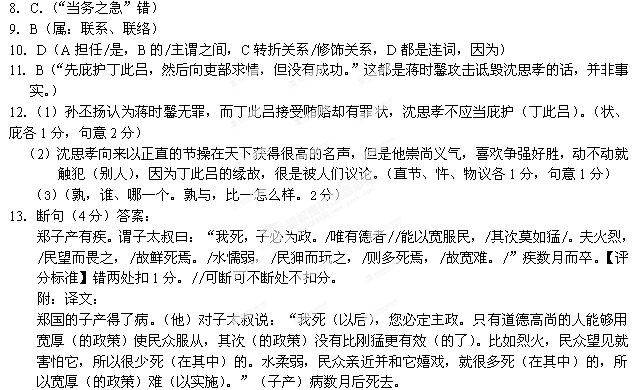 8. C.（“当务之急”错）
9. B（属：联系、联络）
10. D（A 担任/是，B 的/主谓之间，C 转折关系/修饰关系，D 都是连词，因为）
11. B（“先庇护丁此吕，然后向吏部求情，但没有成功。”这都是蒋时馨攻击诋毁沈思孝的话，并非事
实。）
12.（1）孙丕扬认为蒋时馨无罪，而丁此吕接受贿赂却有罪状，沈思孝不应当庇护（丁此吕）。（状、
庇各 1 分，句意 2 分）
（2）沈思孝向来以正直的节操在天下获得很高的名声，但是他崇尚义气，喜欢争强好胜，动不动就
触犯（别人），因为丁此吕的缘故，很是被人们议论。（直节、忤、物议各 1 分，句意 1 分）
（3）（孰，谁、哪一个。孰与，比一怎么样。2 分）
13. 断句（4 分）答案：
郑子产有疾。谓子太叔曰：“我死，子必为政。/唯有德者//能以宽服民，/其次莫如猛/。夫火烈，
/民望而畏之，/故鲜死焉。/水懦弱，/民狎而玩之，/则多死焉，/故宽难。/”疾数月而卒。【评
分标准】错两处扣 1 分。//可断可不断处不扣分。
附：译文：
郑国的子产得了病。（他）对子太叔说：“我死（以后），您必定主政。只有道德高尚的人能够用
宽厚（的政策）使民众服从，其次（的政策）没有比刚猛更有效（的了）。比如烈火，民众望见就
害怕它，所以很少死（在其中）的。水柔弱，民众亲近并和它嬉戏，就很多死（在其中）的，所
以宽厚（的政策）难（以实施）。”（子产）病数月后死去。